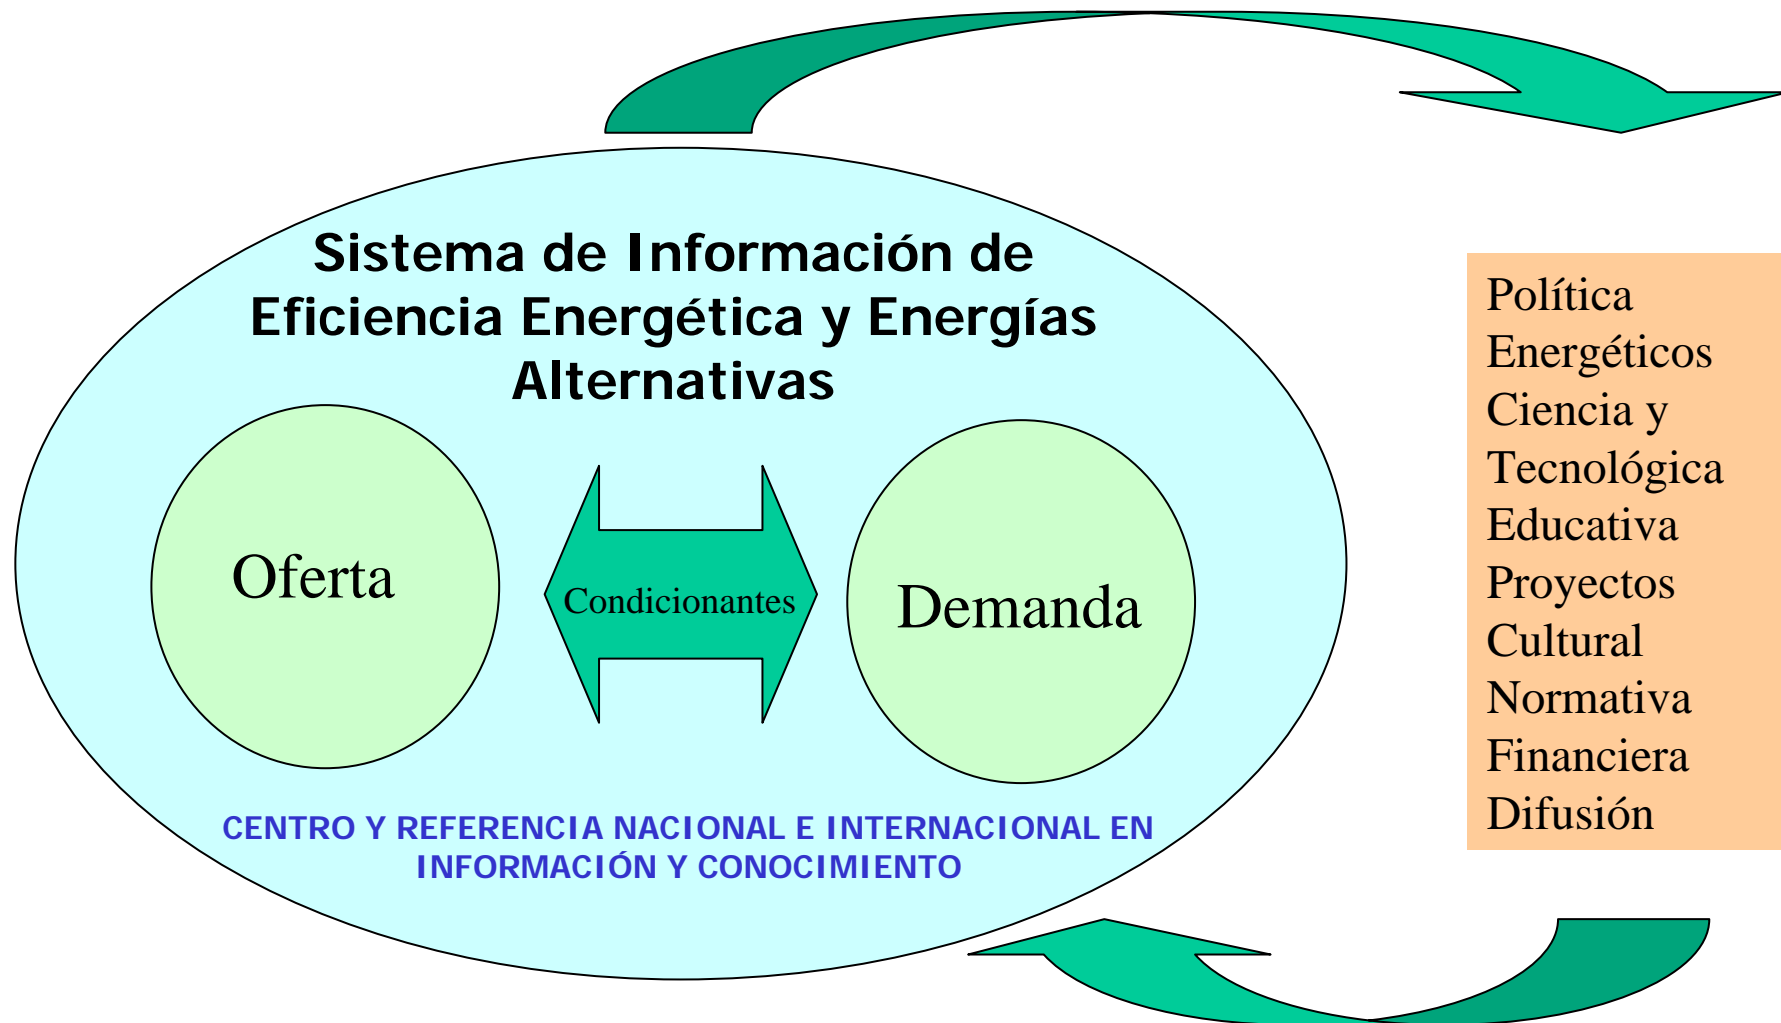 Sistema de Información de
Eficiencia Energética y Energías
Alternativas
Oferta
Condicionantes
Demanda
CENTRO Y REFERENCIA NACIONAL E INTERNACIONAL EN
INFORMACIÓN Y CONOCIMIENTO
Política
Energéticos
Ciencia y
Tecnológica
Educativa
Proyectos
Cultural
Normativa
Financiera
Difusión